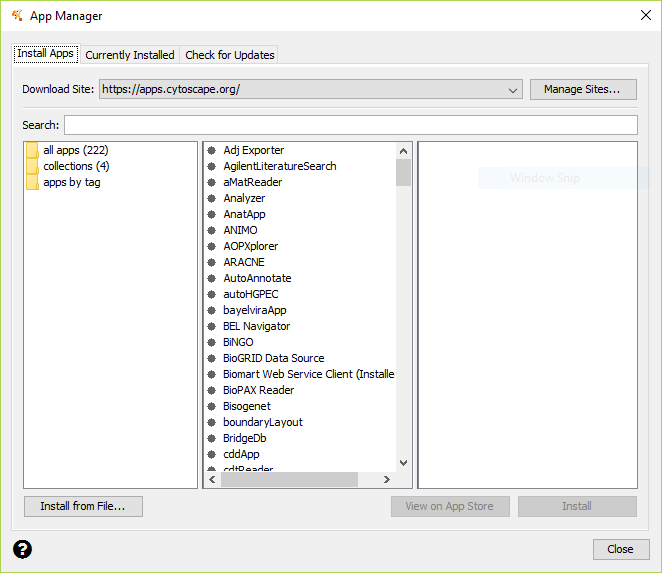 App Manager
Install Apps
Currently Installed
Check for Updates
Download Site: https://apps.cytoscape.org/
Manage Sites...
Search:
all apps (222)
collections (4)
apps by tag
Adj Exporter
AgilentLiteratureSearch
aMatReader
Analyzer
AnatApp
ANIMO
AOPXplorer
ARACNE
AutoAnnotate
autoHGPEC
bayelviraApp
BEL Navigator
BiNGO
BioGRID Data Source
Biomart Web Service Client (Installe
BioPAX Reader
Bisogenet
boundaryLayout
BridgeDb
cddApp
cdtReader
Window Snip
Install from File...
View on App Store
Install
?
Close